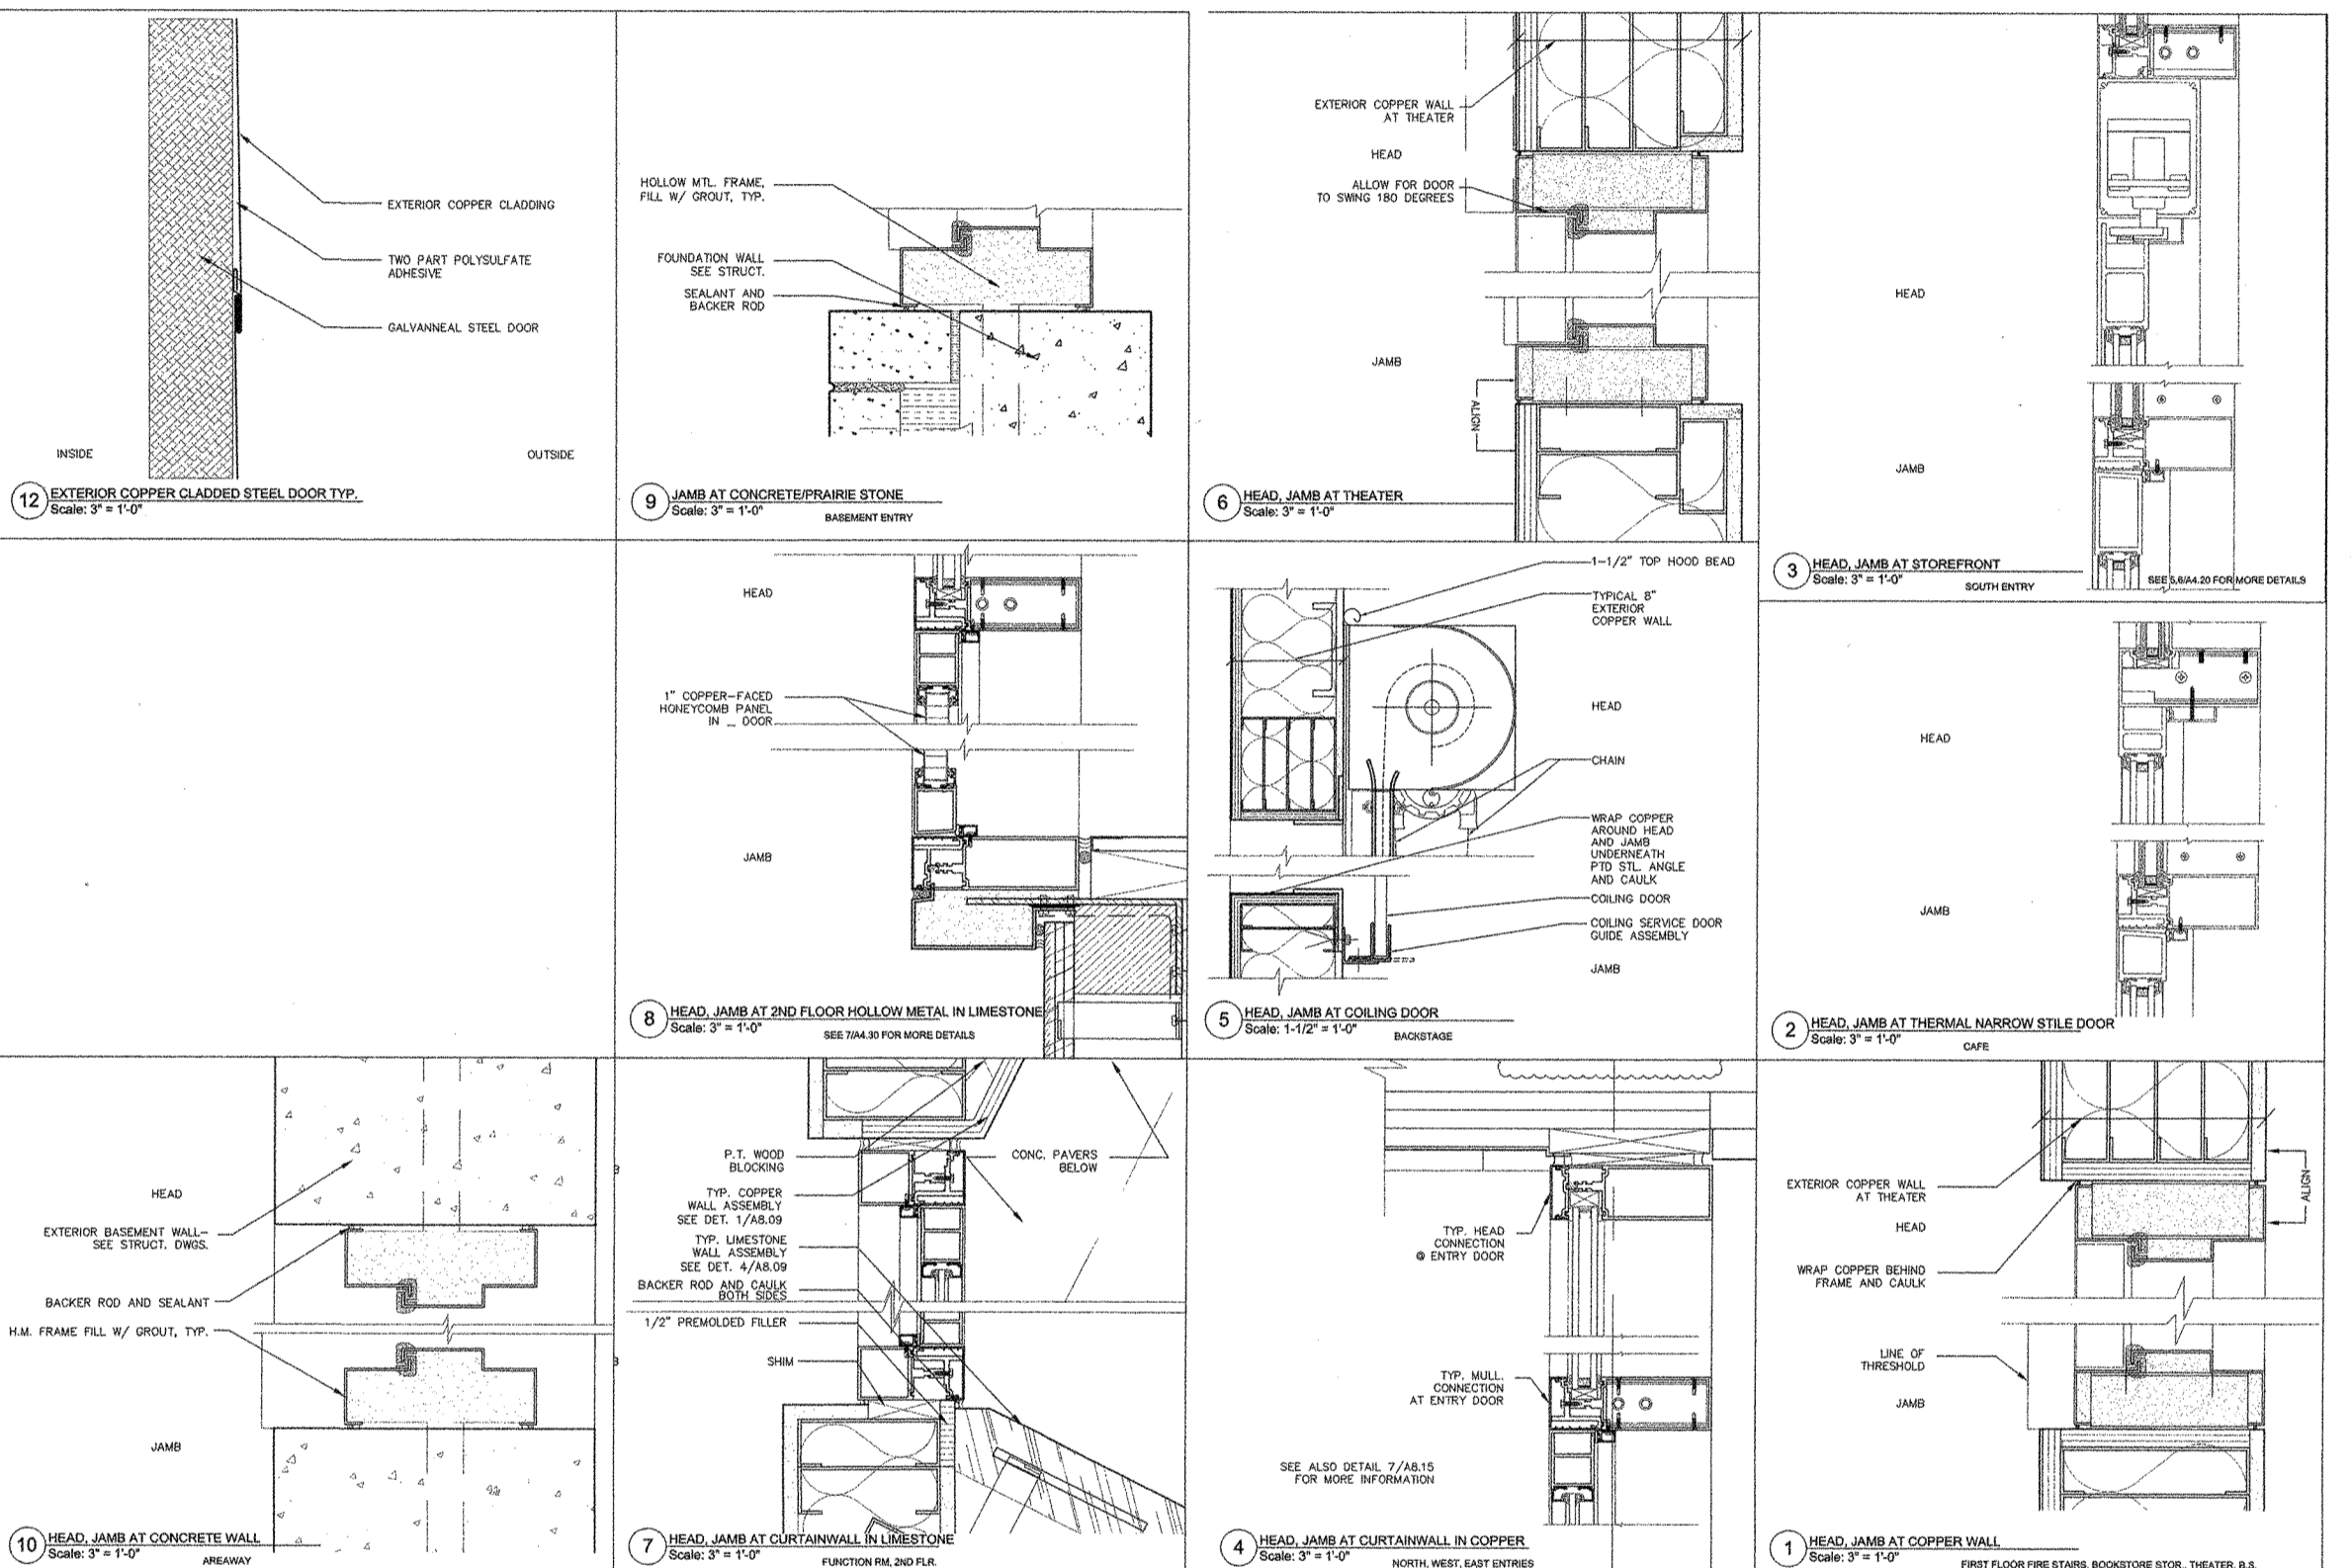 EXTERIOR COPPER CLADDING
TWO PART POLYSULFATE
ADHESIVE
GALVANNEAL STEEL DOOR
INSIDE
OUTSIDE
12
EXTERIOR COPPER CLADDED STEEL DOOR TYP.
Scale: 3" = 1'-0"
HOLLOW MTL. FRAME,
FILL W/ GROUT, TYP.
FOUNDATION WALL
SEE STRUCT.
SEALANT AND
BACKER ROD
9
JAMB AT CONCRETE/PRAIRIE STONE
Scale: 3" = 1'-0"
BASEMENT ENTRY
EXTERIOR COPPER WALL
AT THEATER
HEAD
ALLOW FOR DOOR
TO SWING 180 DEGREES
JAMB
ALIGN
6
HEAD, JAMB AT THEATER
Scale: 3" = 1'-0"
HEAD
JAMB
3
HEAD, JAMB AT STOREFRONT
Scale: 3" = 1'-0"
SOUTH ENTRY
SEE 5,6/A4.20 FOR MORE DETAILS
HEAD
1" COPPER-FACED
HONEYCOMB PANEL
IN _ DOOR
JAMB
8
HEAD, JAMB AT 2ND FLOOR HOLLOW METAL IN LIMESTONE
Scale: 3" = 1'-0"
SEE 7/A4.30 FOR MORE DETAILS
1-1/2" TOP HOOD BEAD
TYPICAL 8"
EXTERIOR
COPPER WALL
HEAD
CHAIN
WRAP COPPER
AROUND HEAD
AND JAMB
UNDERNEATH
PTD STL. ANGLE
AND CAULK
COILING DOOR
COILING SERVICE DOOR
GUIDE ASSEMBLY
JAMB
5
HEAD, JAMB AT COILING DOOR
Scale: 1-1/2" = 1'-0"
BACKSTAGE
HEAD
JAMB
2
HEAD, JAMB AT THERMAL NARROW STILE DOOR
Scale: 3" = 1'-0"
CAFE
HEAD
EXTERIOR BASEMENT WALL-
SEE STRUCT. DWGS.
BACKER ROD AND SEALANT
H.M. FRAME FILL W/ GROUT, TYP.
JAMB
10
HEAD, JAMB AT CONCRETE WALL
Scale: 3" = 1'-0"
AREAWAY
P.T. WOOD
BLOCKING
CONC. PAVERS
BELOW
TYP. COPPER
WALL ASSEMBLY
SEE DET. 1/A8.09
TYP. LIMESTONE
WALL ASSEMBLY
SEE DET. 4/A8.09
BACKER ROD AND CAULK
BOTH SIDES
1/2" PREMOLDED FILLER
SHIM
7
HEAD, JAMB AT CURTAINWALL IN LIMESTONE
Scale: 3" = 1'-0"
FUNCTION RM, 2ND FLR.
TYP. HEAD
CONNECTION
@ ENTRY DOOR
TYP. MULL.
CONNECTION
AT ENTRY DOOR
SEE ALSO DETAIL 7/A8.15
FOR MORE INFORMATION
4
HEAD, JAMB AT CURTAINWALL IN COPPER
Scale: 3" = 1'-0"
NORTH, WEST, EAST ENTRIES
EXTERIOR COPPER WALL
AT THEATER
ALIGN
HEAD
WRAP COPPER BEHIND
FRAME AND CAULK
LINE OF
THRESHOLD
JAMB
1
HEAD, JAMB AT COPPER WALL
Scale: 3" = 1'-0"
FIRST FLOOR FIRE STAIRS, BOOKSTORE STOR., THEATER, B.S.